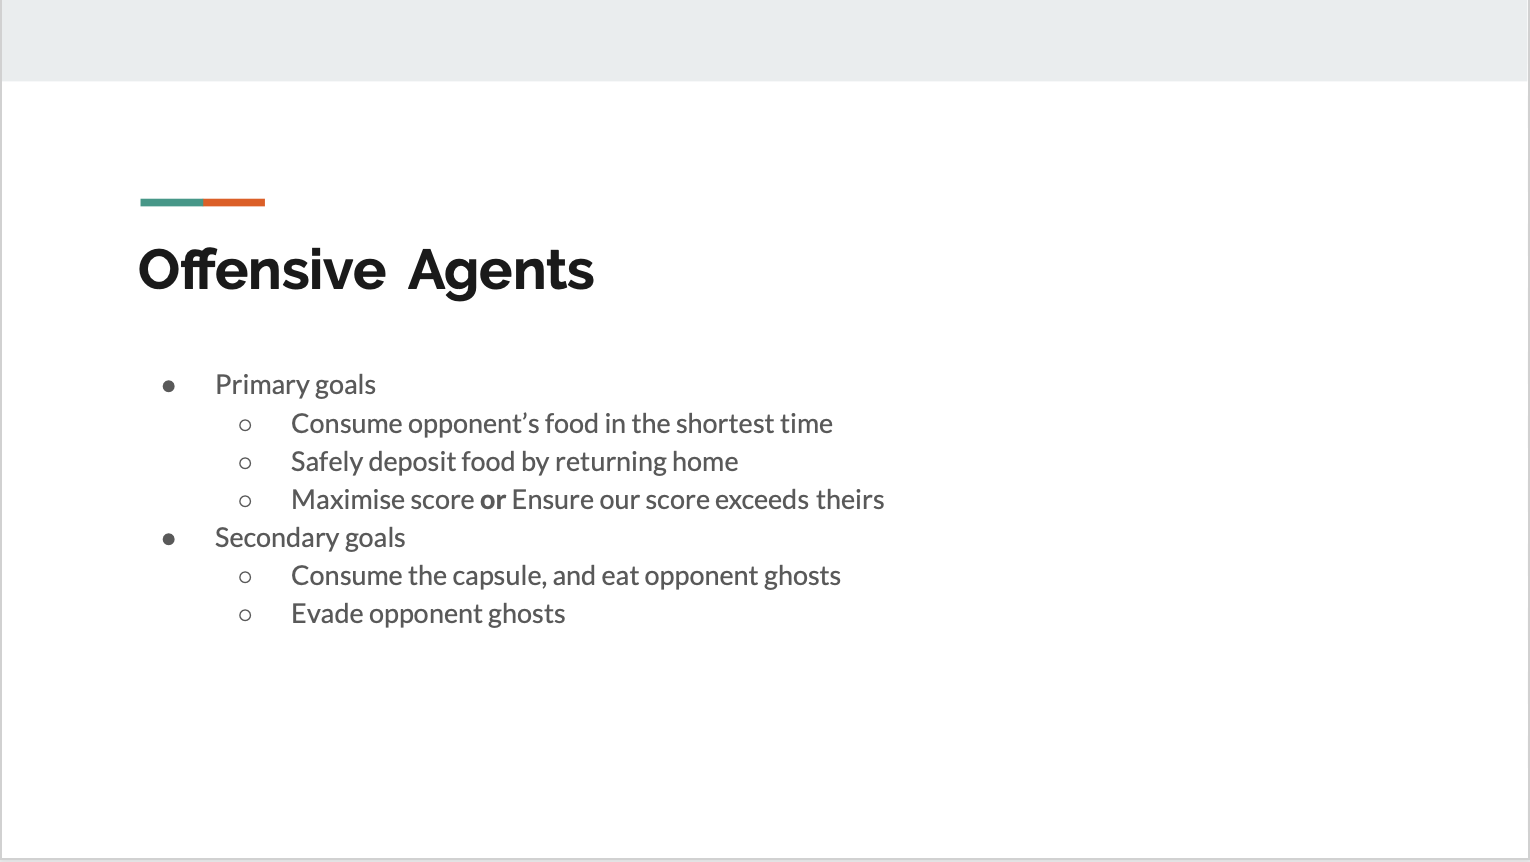 Offensive Agents
● Primary goals
○ Consume opponent’s food in the shortest time
○ Safely deposit food by returning home
○ Maximise score or Ensure our score exceeds theirs
● Secondary goals
○ Consume the capsule, and eat opponent ghosts
○ Evade opponent ghosts